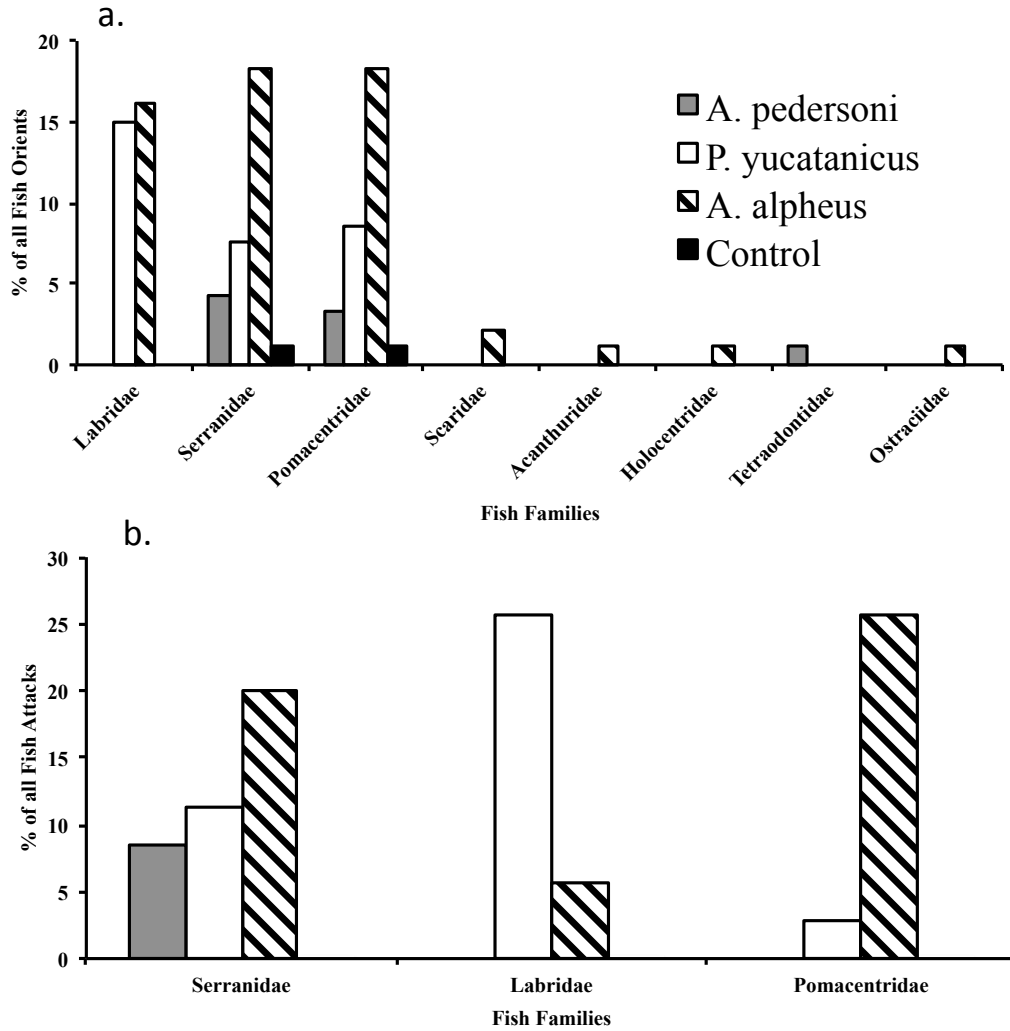 a.
20
15
10
5
0
% of all Fish Orients
A. pedersoni
P. yucatanicus
A. alpheus
Control
Labridae
Serranidae
Pomacentridae
Scaridae
Acanthuridae
Holocentridae
Tetraodontidae
Ostraciidae
Fish Families
b.
30
25
20
15
10
5
0
% of all Fish Attacks
Serranidae
Labridae
Pomacentridae
Fish Families